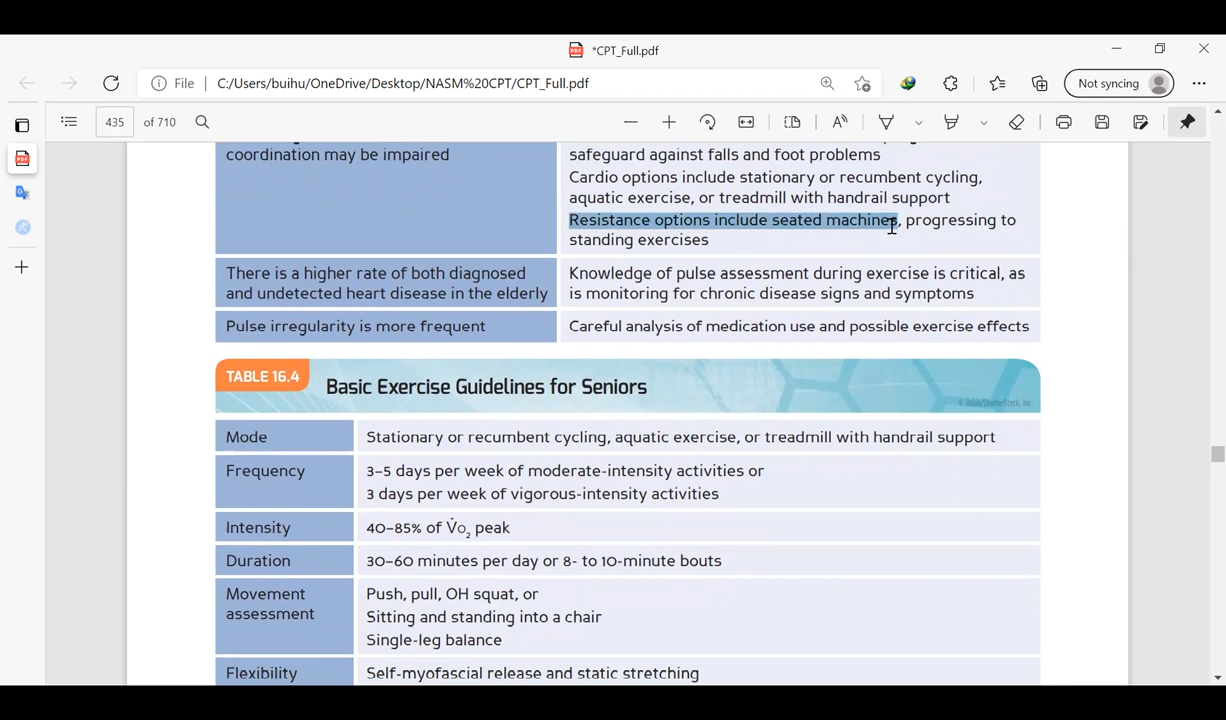 *CPT_Full.pdf
File
C:/Users/buihu/OneDrive/Desktop/NASM%20CPT/CPT_Full.pdf
Not syncing
435 of 710
coordination may be impaired
safeguard against falls and foot problems
Cardio options include stationary or recumbent cycling,
aquatic exercise, or treadmill with handrail support
Resistance options include seated machines, progressing to
standing exercises
There is a higher rate of both diagnosed
and undetected heart disease in the elderly
Knowledge of pulse assessment during exercise is critical, as
is monitoring for chronic disease signs and symptoms
Pulse irregularity is more frequent
Careful analysis of medication use and possible exercise effects
TABLE 16.4
Basic Exercise Guidelines for Seniors
Mode
Stationary or recumbent cycling, aquatic exercise, or treadmill with handrail support
Frequency
3–5 days per week of moderate-intensity activities or
3 days per week of vigorous-intensity activities
Intensity
40–85% of V̇O₂ peak
Duration
30–60 minutes per day or 8- to 10-minute bouts
Movement
assessment
Push, pull, OH squat, or
Sitting and standing into a chair
Single-leg balance
Flexibility
Self-myofascial release and static stretching